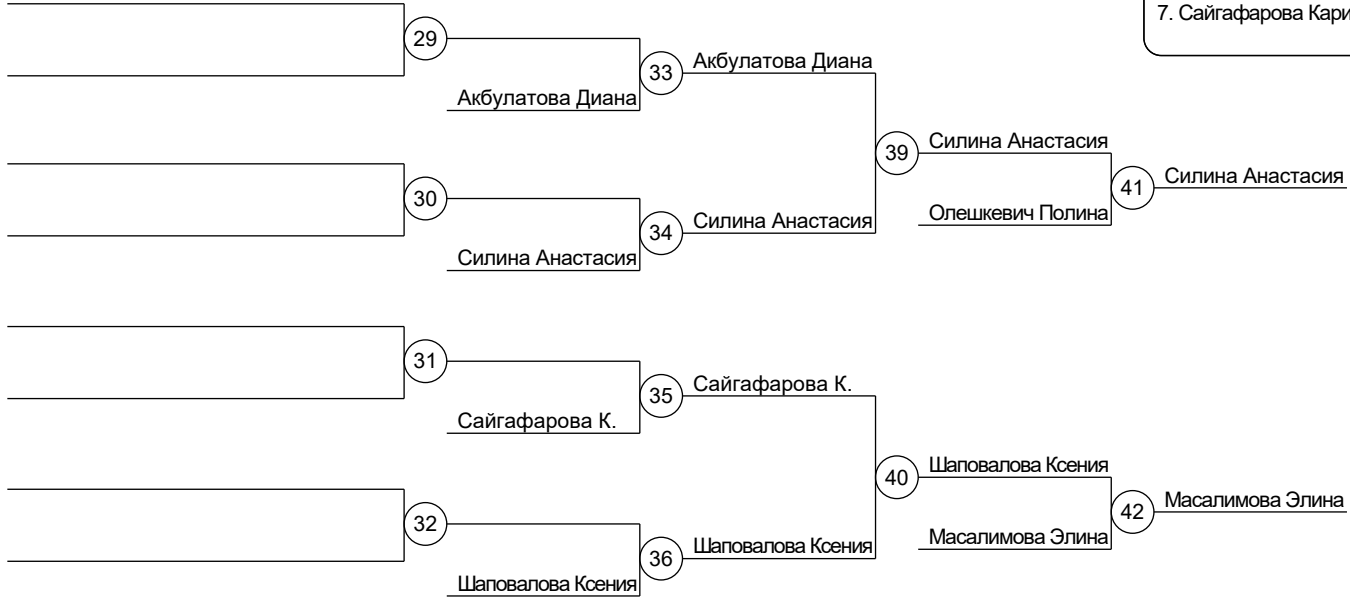 7. Сайгафарова Кари
29
33
Акбулатова Диана
Акбулатова Диана
39
Силина Анастасия
30
34
Силина Анастасия
Силина Анастасия
Олешкевич Полина
41
Силина Анастасия
31
35
Сайгафарова К.
Сайгафарова К.
40
Шаповалова Ксения
32
36
Шаповалова Ксения
Шаповалова Ксения
Масалимова Элина
42
Масалимова Элина